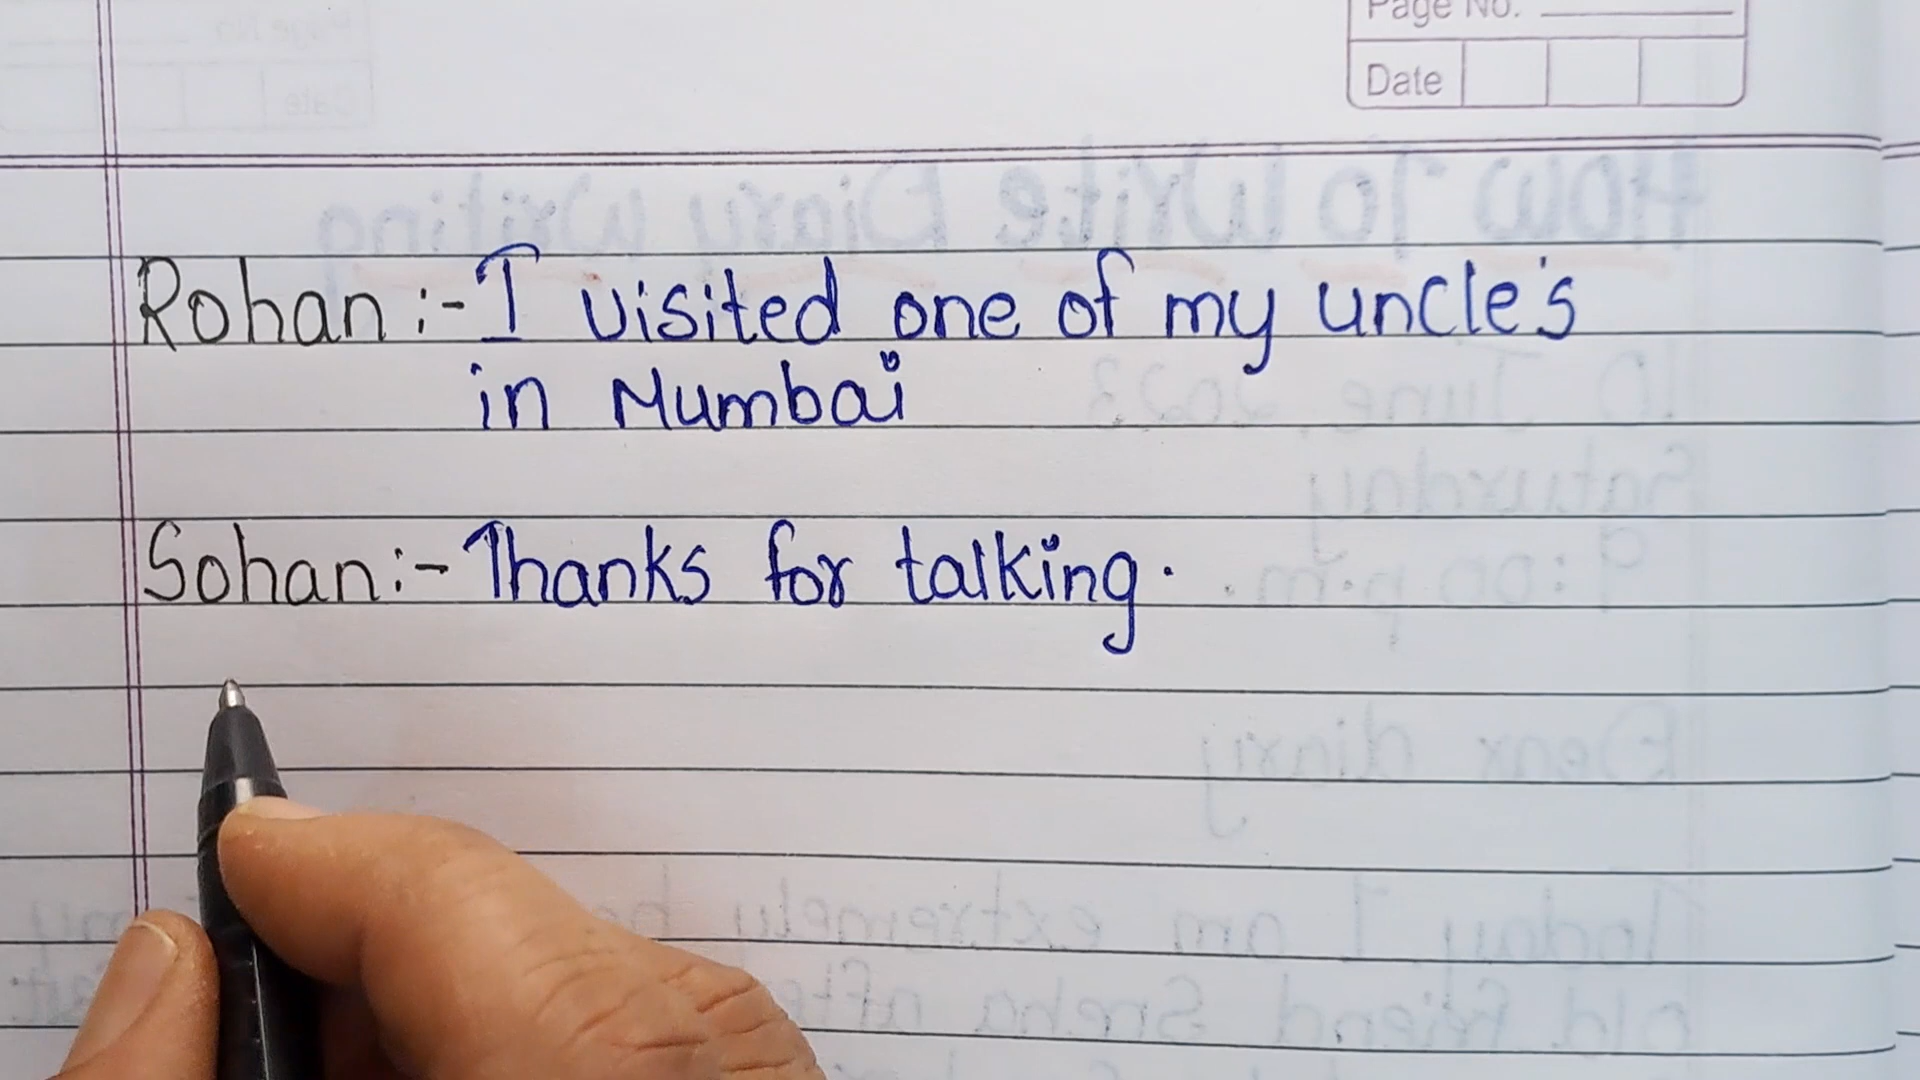 Page No.
Date
Rohan :- I visited one of my uncle's
in Mumbai
Sohan :- Thanks for talking.